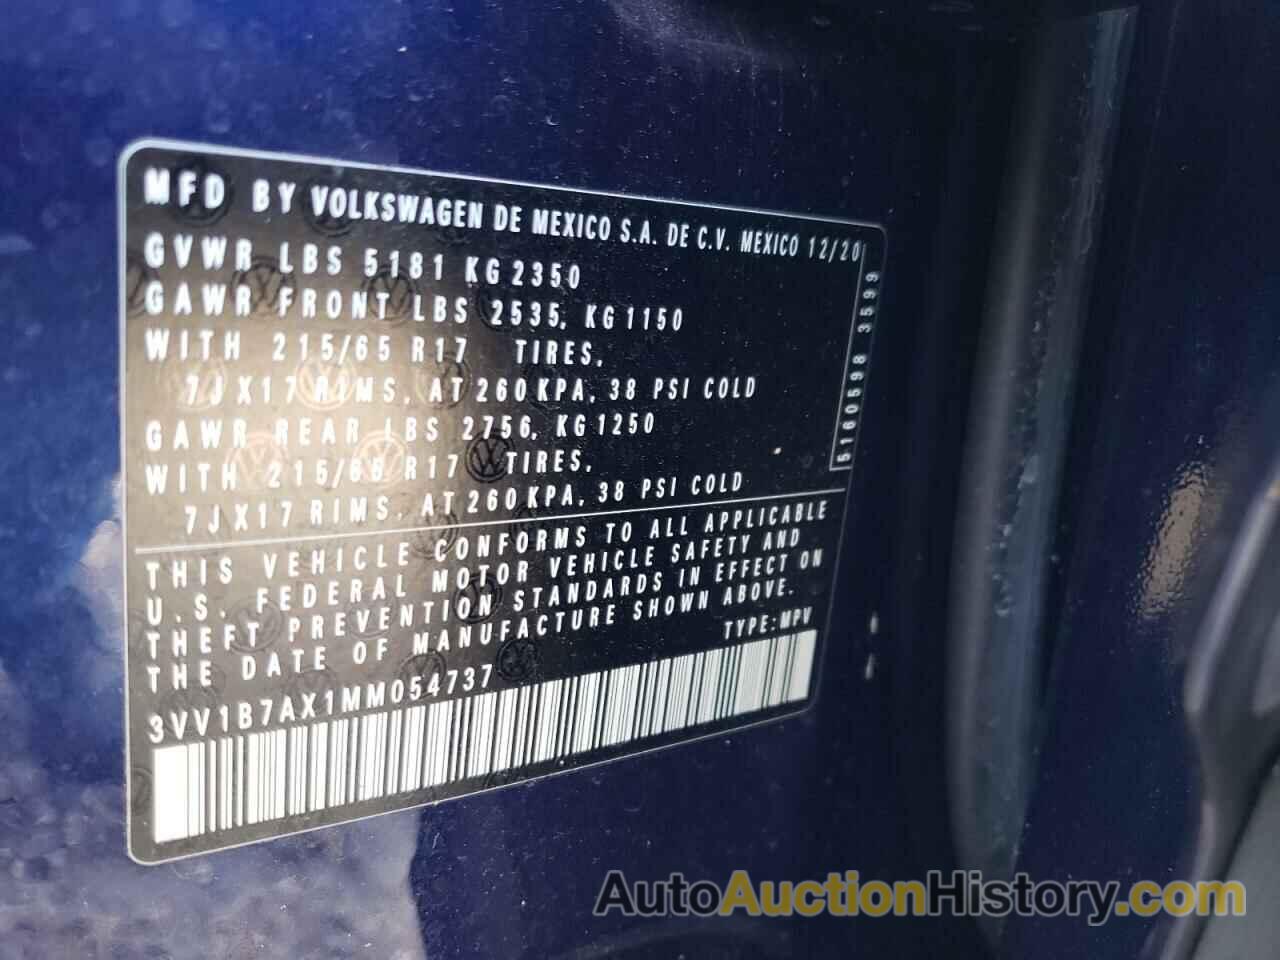 MFD BY VOLKSWAGEN DE MEXICO S.A. DE C.V. MEXICO 12/20
GVWR LBS 5181 KG 2350
GAWR FRONT LBS 2535, KG 1150
WITH 215/65 R17 TIRES,
7JX17 RIMS, AT 260 KPA, 38 PSI COLD
GAWR REAR LBS 2756, KG 1250
WITH 215/65 R17 TIRES,
7JX17 RIMS, AT 260 KPA, 38 PSI COLD
5160598 3599
THIS VEHICLE CONFORMS TO ALL APPLICABLE
U.S. FEDERAL MOTOR VEHICLE SAFETY AND
THEFT PREVENTION STANDARDS IN EFFECT ON
THE DATE OF MANUFACTURE SHOWN ABOVE.
TYPE: MPV
3VV1B7AX1MM054737
AutoAuctionHistory.com